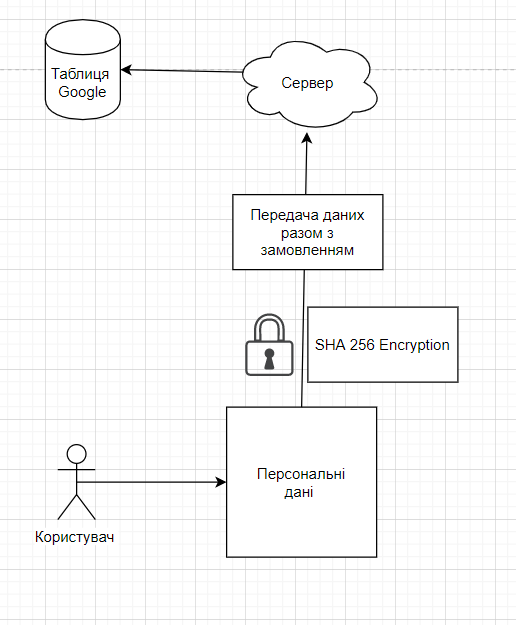 Таблиця
Google
Сервер
Передача даних
разом з
замовленням
SHA 256 Encryption
Персональні
дані
Користувач